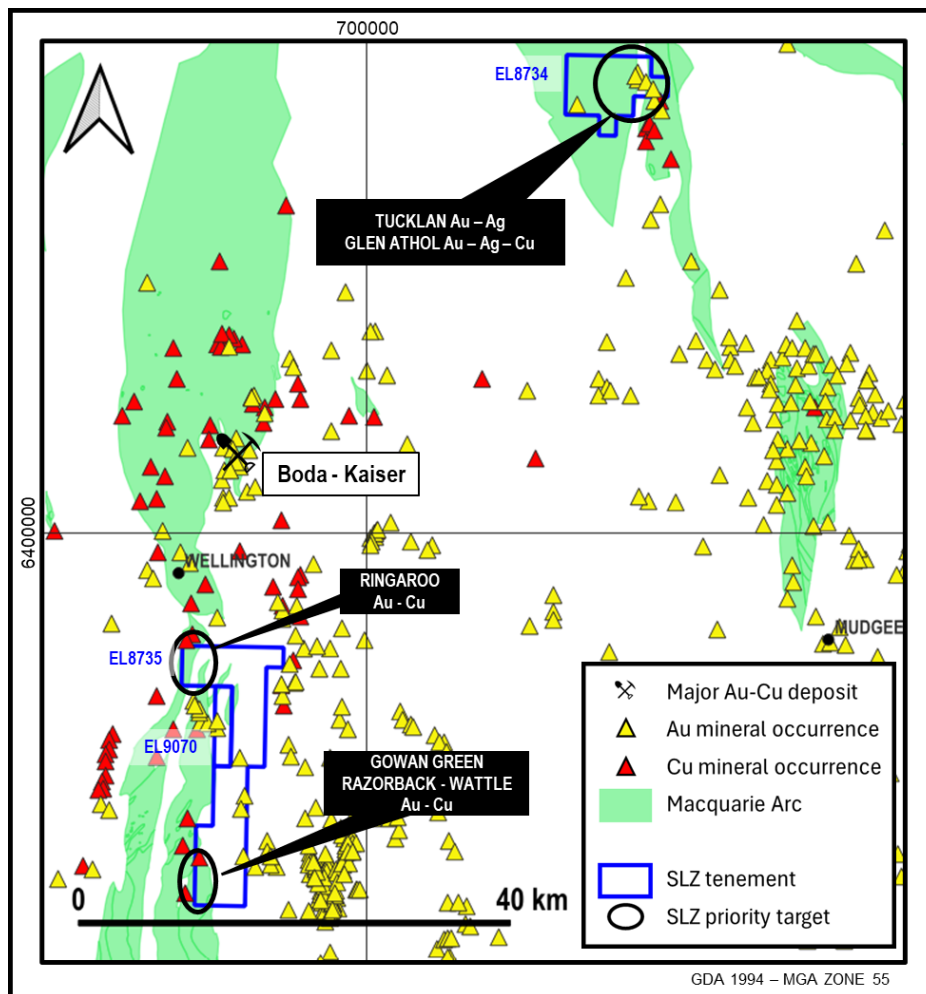 700000
EL8734
TUCKLAN Au – Ag
GLEN ATHOL Au – Ag – Cu
Boda - Kaiser
6400000
WELLINGTON
RINGAROO
Au - Cu
MUDGEE
EL8735
EL9070
GOWAN GREEN
RAZORBACK - WATTLE
Au - Cu
Major Au-Cu deposit
Au mineral occurrence
Cu mineral occurrence
Macquarie Arc
SLZ tenement
SLZ priority target
0 40 km
GDA 1994 – MGA ZONE 55